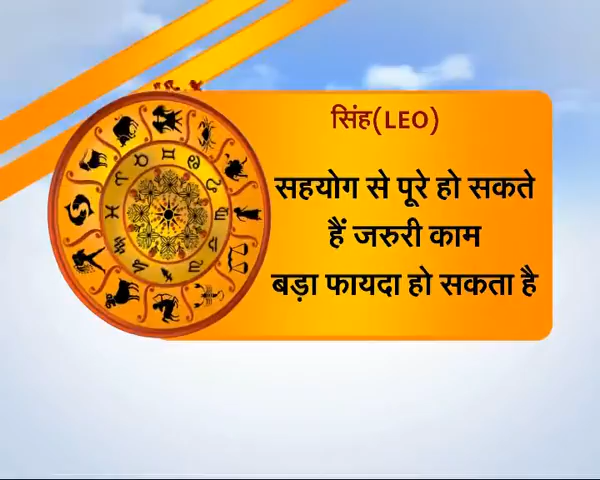 सिंह(LEO)
सहयोग से पूरे हो सकते
हैं जरुरी काम
बड़ा फायदा हो सकता है